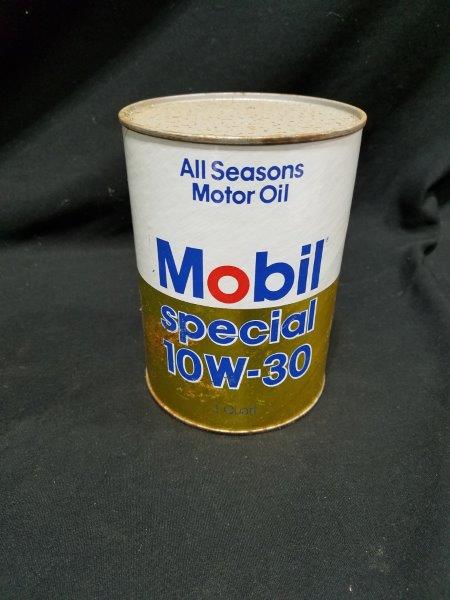 All Seasons
Motor Oil
Mobil
special
10W-30
1 Quart